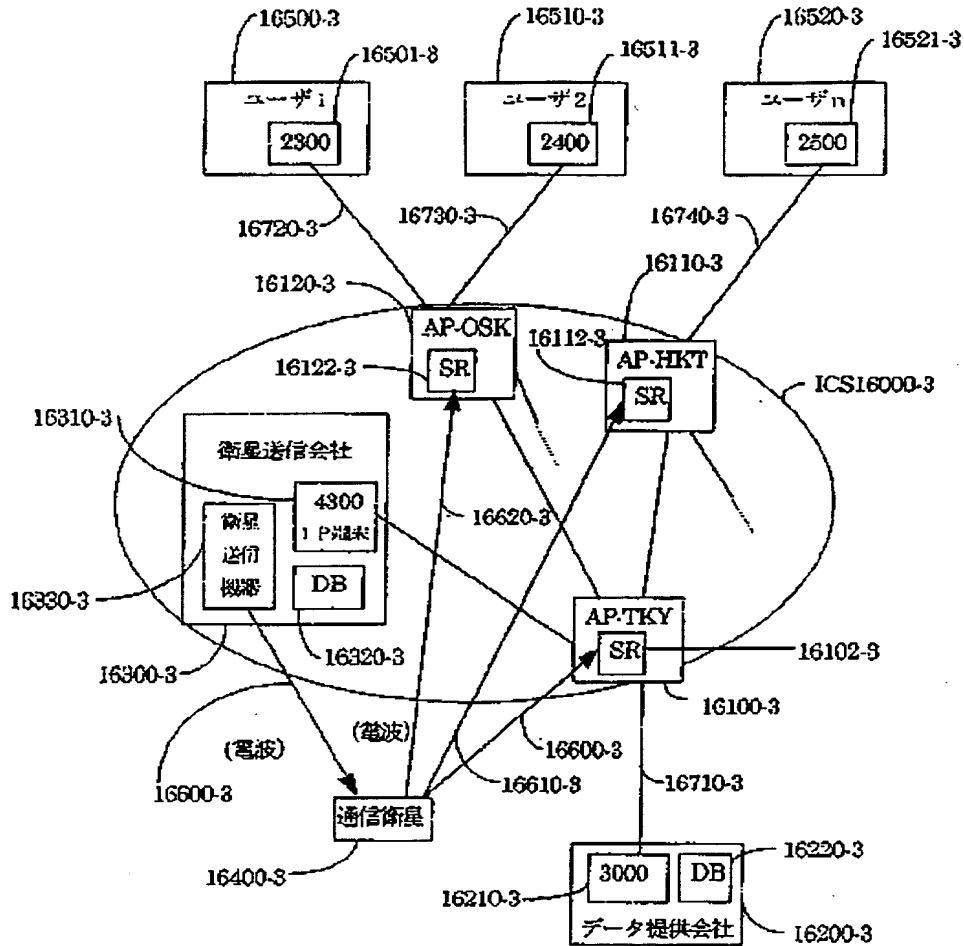 16500-3
16510-3
16520-3
16501-3
16511-3
16521-3
ユーザ1
ユーザ2
ユーザn
2300
2400
2500
16720-3
16730-3
16740-3
16120-3
16110-3
AP-OSK
16122-3
SR
16112-3
AP-HKT
SR
ICS16000-3
16310-3
衛星送信会社
4300
IP端末
衛星
送信
機器
16620-3
DB
16330-3
AP-TKY
SR
16102-3
16300-3
16320-3
16100-3
(電波)
(電波)
16600-3
16600-3
16610-3
16710-3
通信衛星
16400-3
16220-3
3000
DB
16210-3
データ提供会社
16200-3